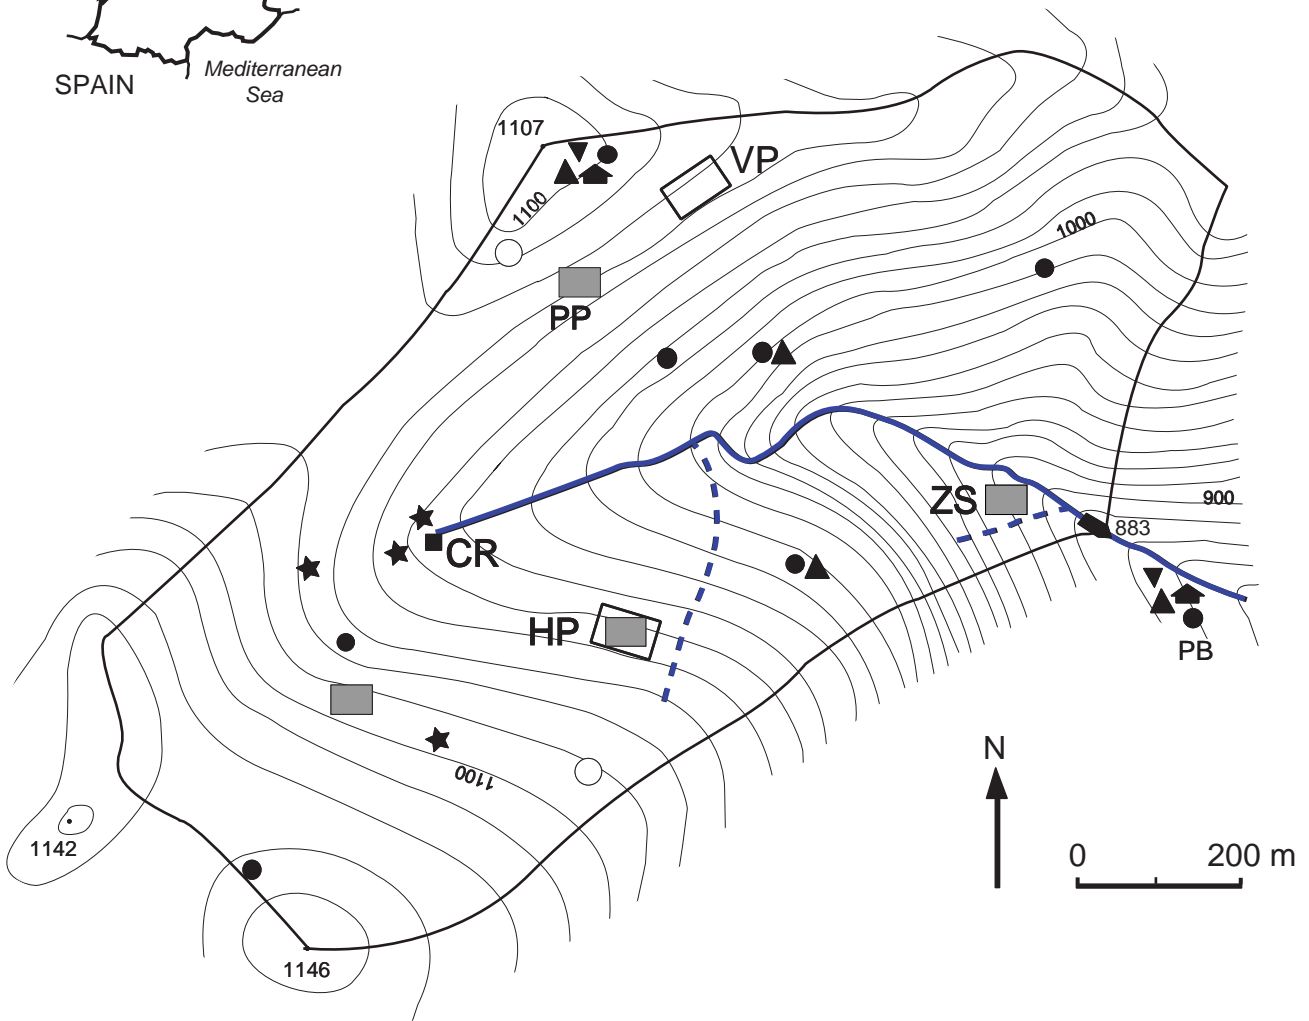 SPAIN
Mediterranean
Sea
1107
VP
1100
1000
PP
ZS
900
883
CR
HP
PB
N
1100
0 200 m
1142
1146